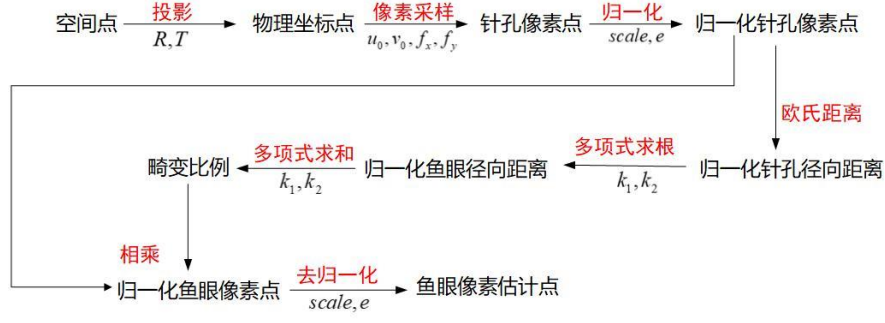 空间点 投影 物理坐标点 像素采样 针孔像素点 归一化 归一化针孔像素点
R,T u₀,v₀,fₓ,f_y scale,e
欧氏距离
畸变比例 多项式求和 归一化鱼眼径向距离 多项式求根 归一化针孔径向距离
k₁,k₂ k₁,k₂
相乘
归一化鱼眼像素点 去归一化 鱼眼像素估计点
scale,e